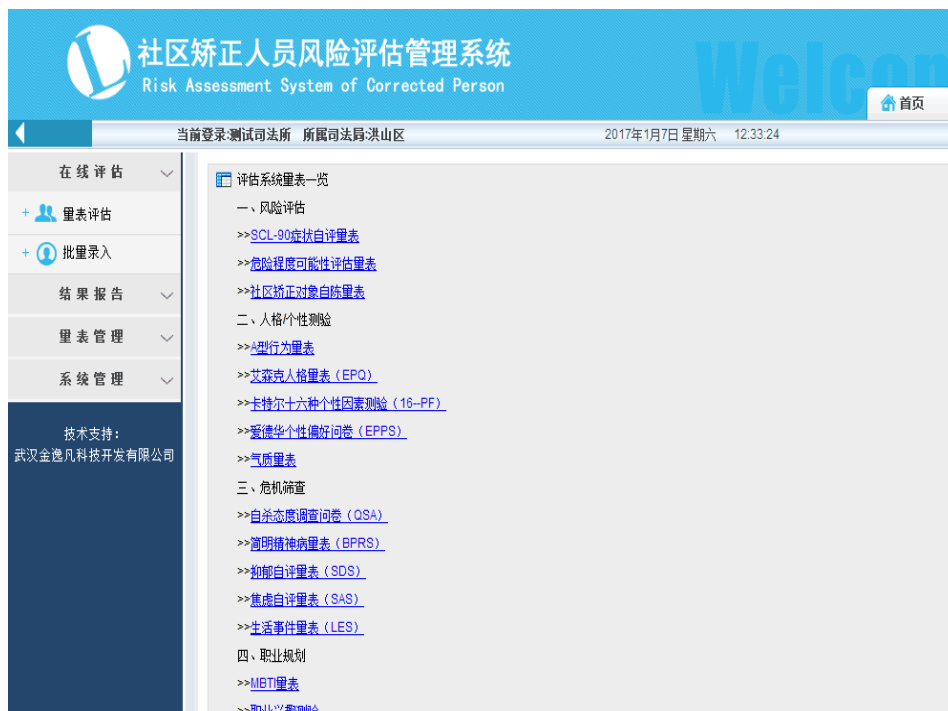 社区矫正人员风险评估管理系统
Risk Assessment System of Corrected Person
Welcom
首页
当前登录:测试司法所 所属司法局:洪山区 2017年1月7日 星期六 12:33:24
在线评估
+ 量表评估
+ 批量录入
结果报告
量表管理
系统管理
技术支持：
武汉金逸凡科技开发有限公司
评估系统量表一览
一、风险评估
>>SCL-90症状自评量表
>>危险程度可能性评估量表
>>社区矫正对象自陈量表
二、人格/个性测验
>>A型行为量表
>>艾森克人格量表（EPQ）
>>卡特尔十六种个性因素测验（16--PF）
>>爱德华个性偏好问卷（EPPS）
>>气质量表
三、危机筛查
>>自杀态度调查问卷（QSA）
>>简明精神病量表（BPRS）
>>抑郁自评量表（SDS）
>>焦虑自评量表（SAS）
>>生活事件量表（LES）
四、职业规划
>>MBTI量表
>>职业兴趣测验